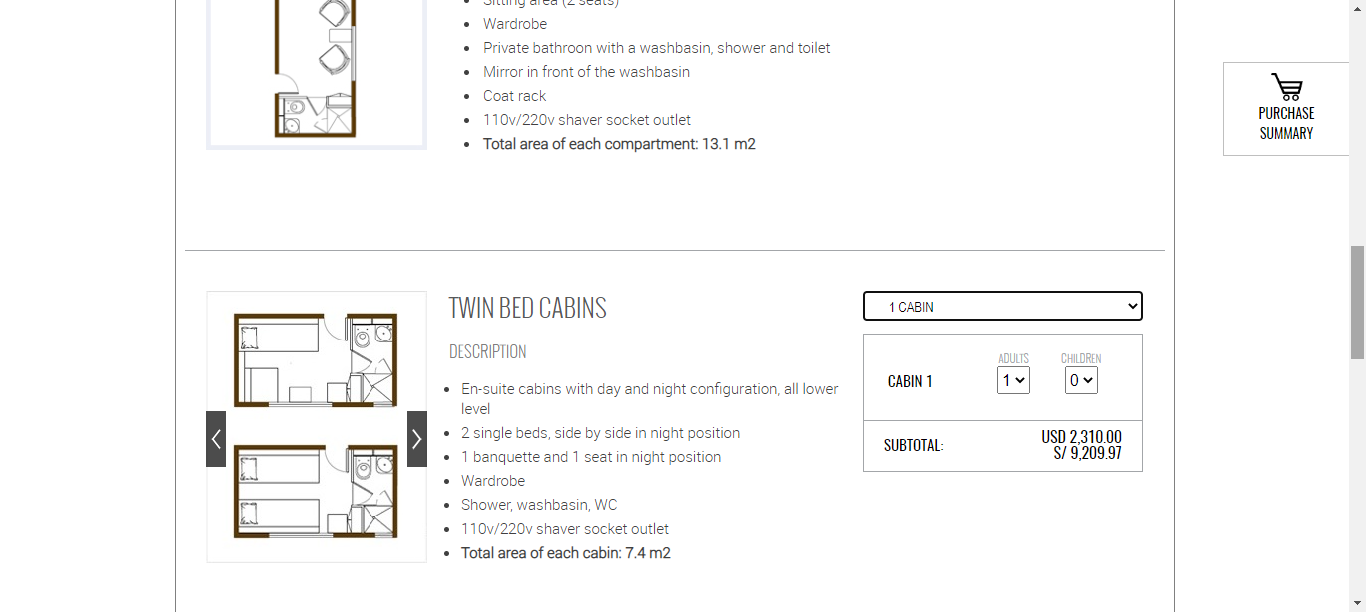 Sitting area (2 seats)
Wardrobe
Private bathroon with a washbasin, shower and toilet
Mirror in front of the washbasin
Coat rack
110v/220v shaver socket outlet
Total area of each compartment: 13.1 m2
PURCHASE
SUMMARY
TWIN BED CABINS
DESCRIPTION
En-suite cabins with day and night configuration, all lower
level
2 single beds, side by side in night position
1 banquette and 1 seat in night position
Wardrobe
Shower, washbasin, WC
110v/220v shaver socket outlet
Total area of each cabin: 7.4 m2
1 CABIN
ADULTS CHILDREN
CABIN 1 1 0
SUBTOTAL: USD 2,310.00
S/ 9,209.97